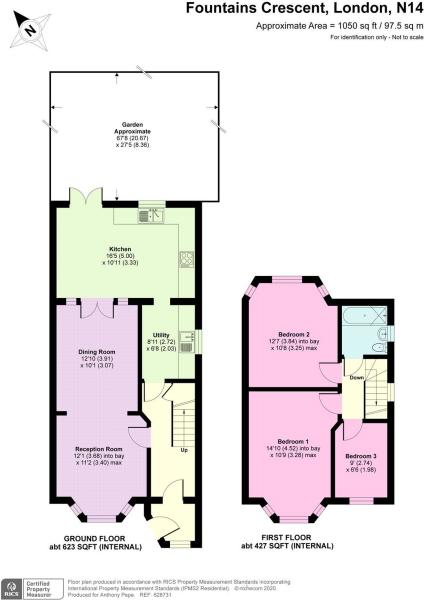 Fountains Crescent, London, N14
Approximate Area = 1050 sq ft / 97.5 sq m
For identification only - Not to scale
N
Garden
Approximate
67'8 (20.67)
x 27'5 (8.36)
Kitchen
16'5 (5.00)
x 10'11 (3.33)
Utility
8'11 (2.72)
x 6'8 (2.03)
Dining Room
12'10 (3.91)
x 10'1 (3.07)
Reception Room
12'1 (3.68) into bay
x 11'2 (3.40) max
Up
GROUND FLOOR
abt 623 SQFT (INTERNAL)
Bedroom 2
12'7 (3.84) into bay
x 10'8 (3.25) max
Down
Bedroom 1
14'10 (4.52) into bay
x 10'9 (3.28) max
Bedroom 3
9' (2.74)
x 6'6 (1.98)
FIRST FLOOR
abt 427 SQFT (INTERNAL)
RICS
Certified
Property
Measurer
Floor plan produced in accordance with RICS Property Measurement Standards incorporating
International Property Measurement Standards (IPMS2 Residential). © nichecom 2020.
Produced for Anthony Pepe. REF: 628731